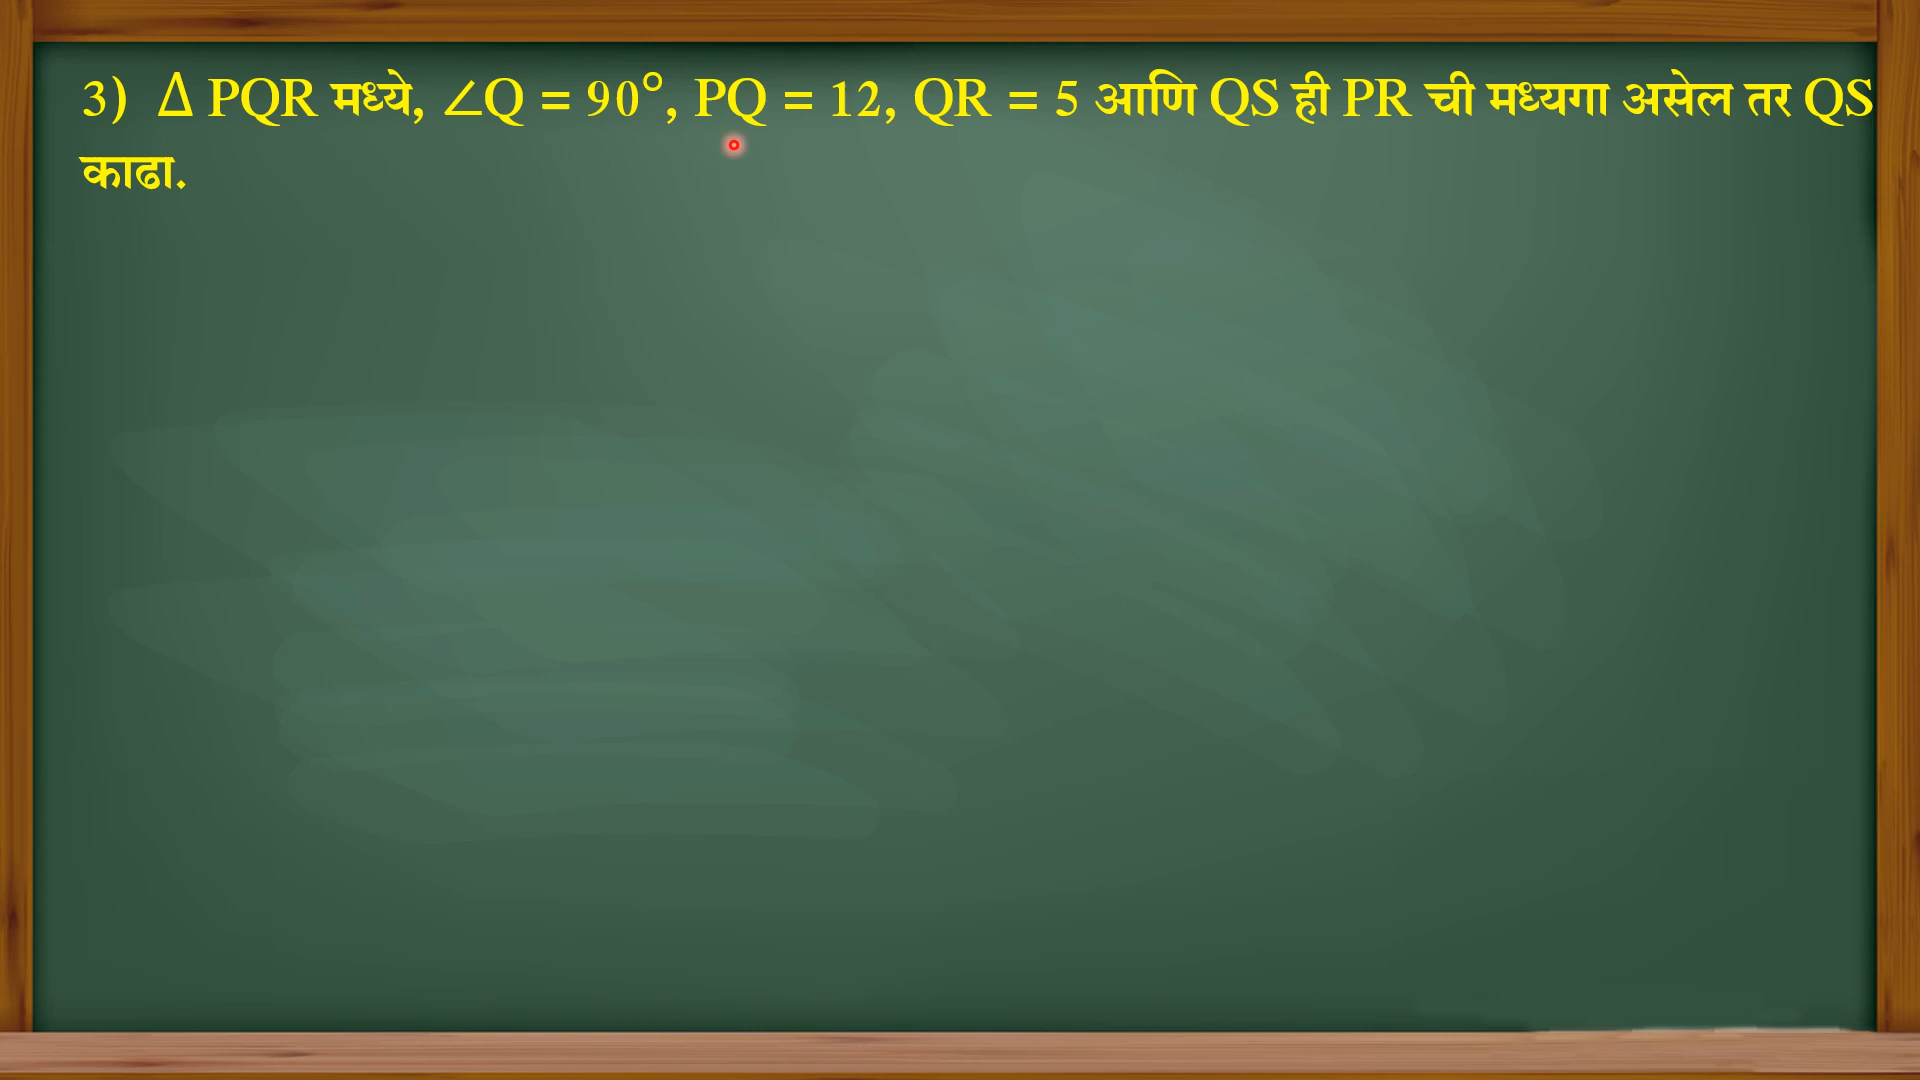 3) Δ PQR मध्ये, ∠Q = 90°, PQ = 12, QR = 5 आणि QS ही PR ची मध्यगा असेल तर QS
काढा.